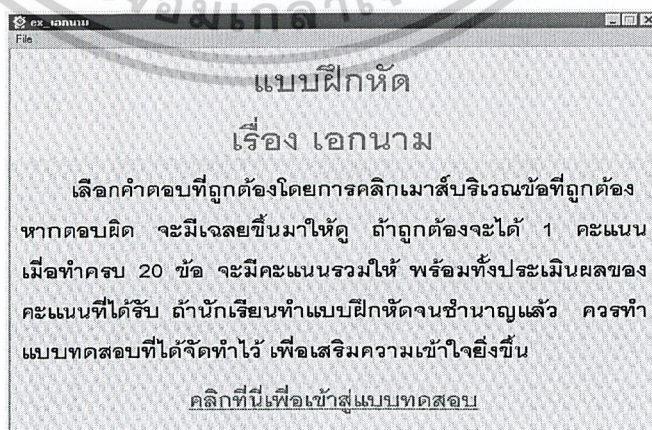 จอมเกล้า
ex_เอกนาม
File
แบบฝึกหัด
เรื่อง เอกนาม
เลือกคำตอบที่ถูกต้องโดยการคลิกเมาส์บริเวณข้อที่ถูกต้อง
หากตอบผิด จะมีเฉลยขึ้นมาให้ดู ถ้าถูกต้องจะได้ 1 คะแนน
เมื่อทำครบ 20 ข้อ จะมีคะแนนรวมให้ พร้อมทั้งประเมินผลของ
คะแนนที่ได้รับ ถ้านักเรียนทำแบบฝึกหัดจนชำนาญแล้ว ควรทำ
แบบทดสอบที่ได้จัดทำไว้ เพื่อเสริมความเข้าใจยิ่งขึ้น
คลิกที่นี่เพื่อเข้าสู่แบบทดสอบ